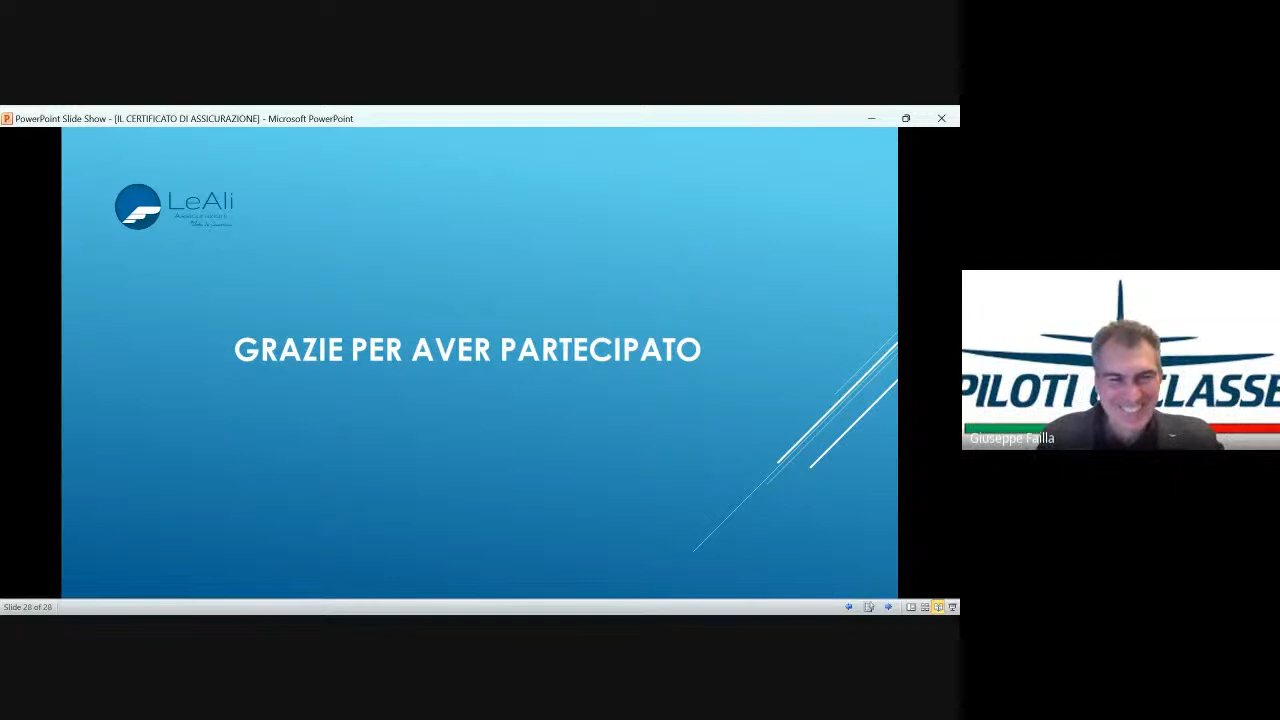 PowerPoint Slide Show - [IL CERTIFICATO DI ASSICURAZIONE] - Microsoft PowerPoint
LeAli
GRAZIE PER AVER PARTECIPATO
PILOTI CLASSE
Giuseppe Failla
Slide 28 of 28